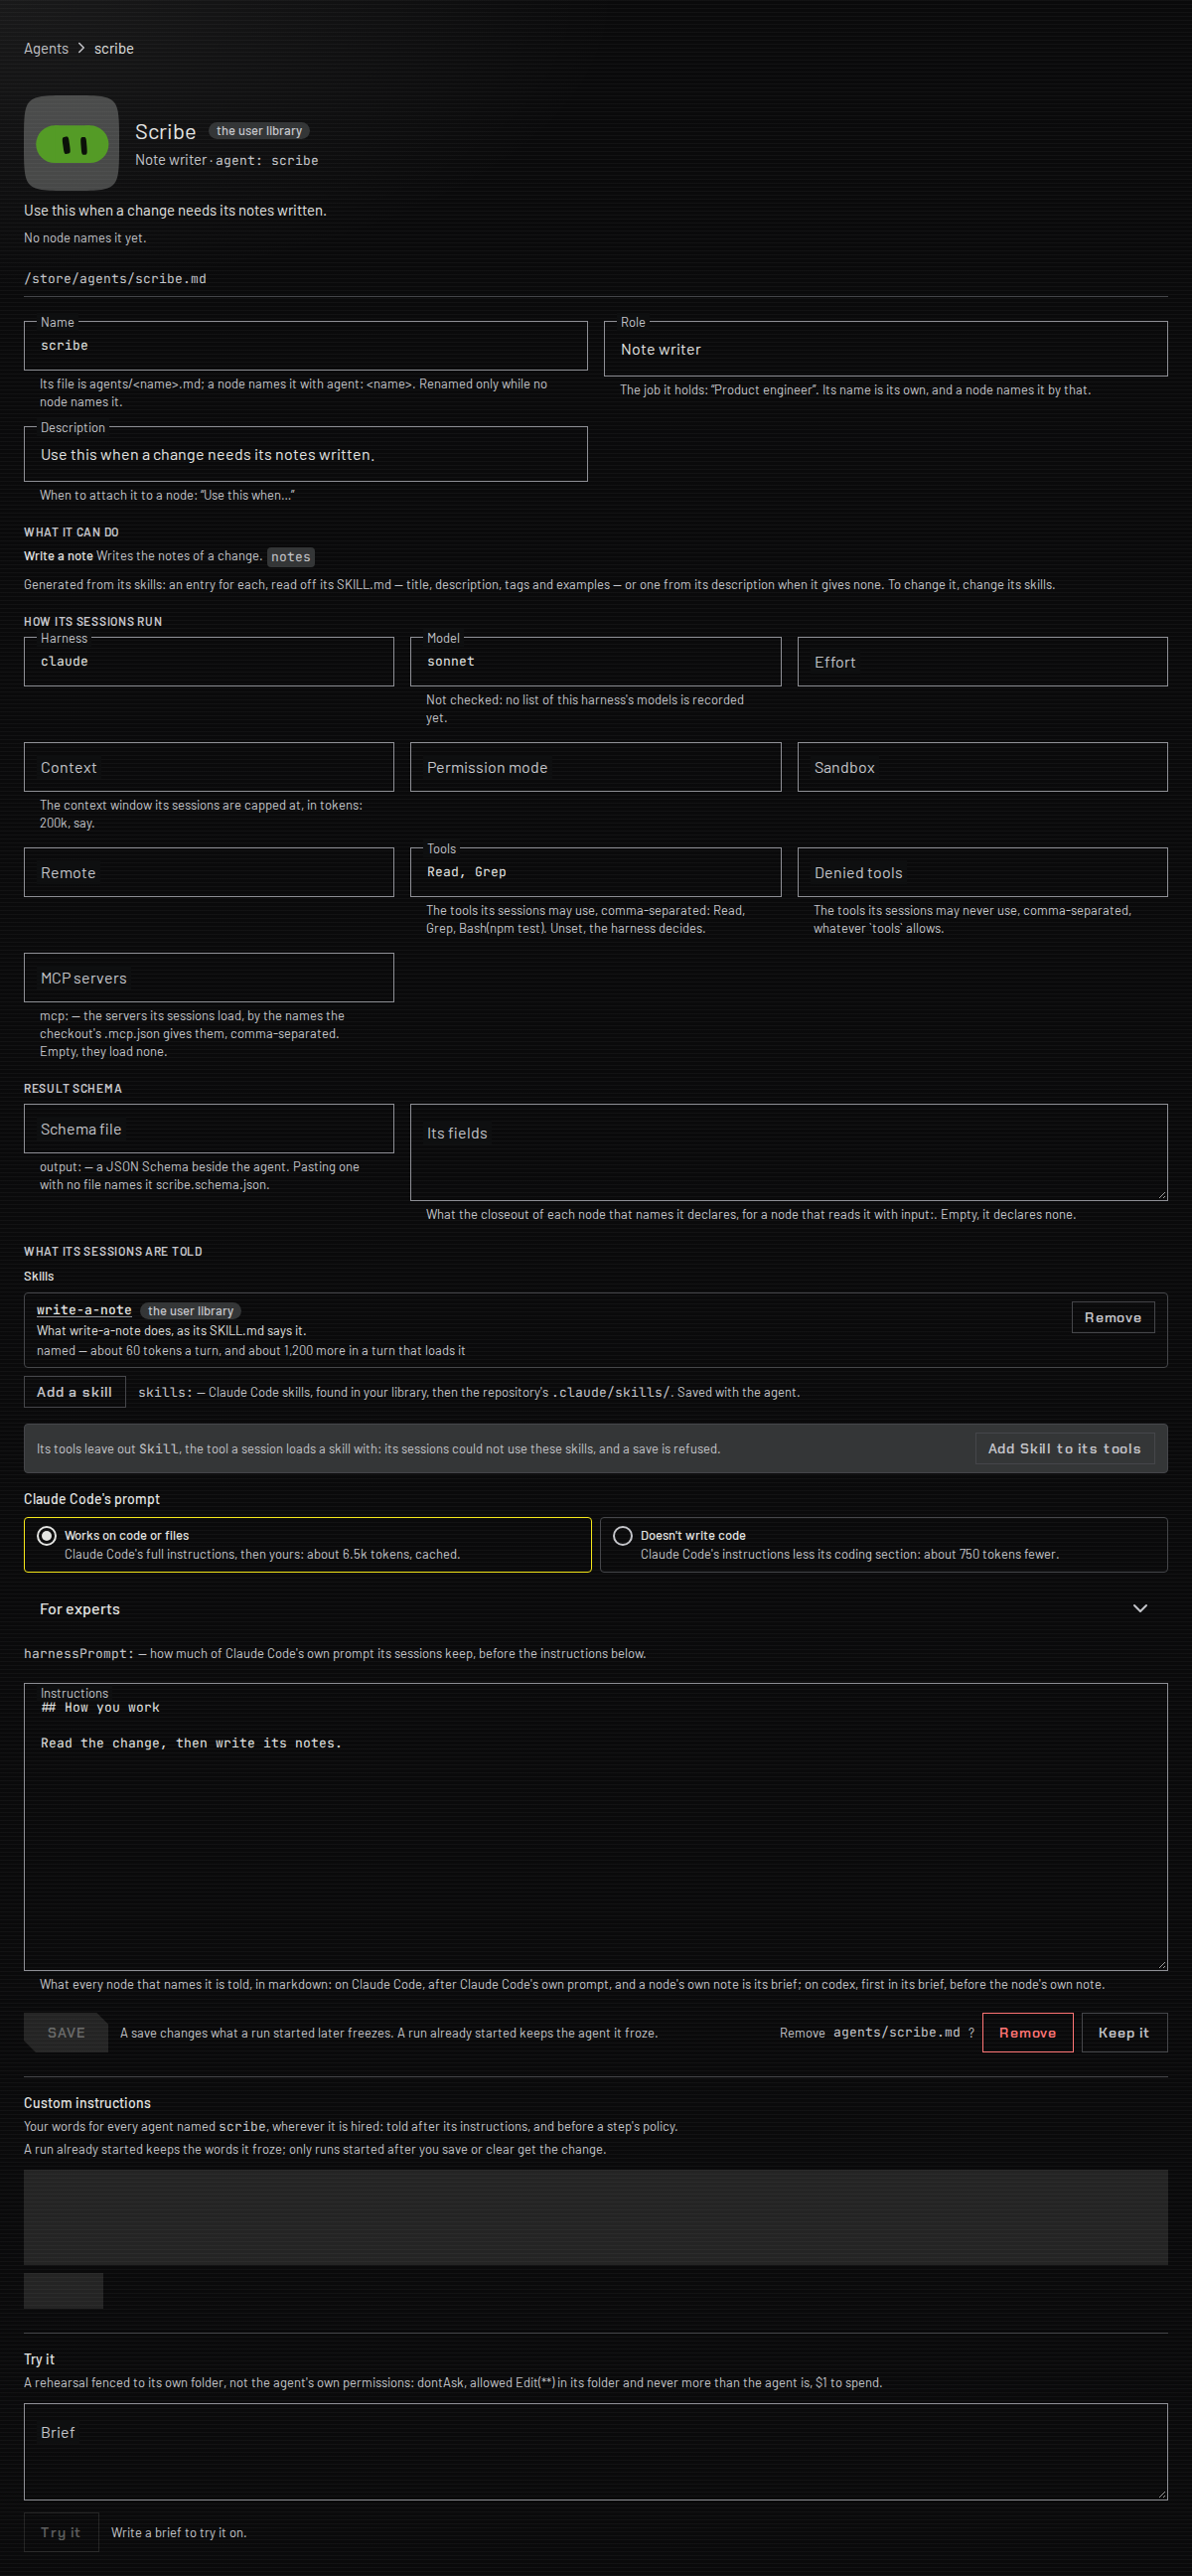 Agents > scribe
Scribe the user library
Note writer · agent: scribe
Use this when a change needs its notes written.
No node names it yet.
/store/agents/scribe.md
Name
scribe
Its file is agents/<name>.md; a node names it with agent: <name>. Renamed only while no
node names it.
Role
Note writer
The job it holds: “Product engineer”. Its name is its own, and a node names it by that.
Description
Use this when a change needs its notes written.
When to attach it to a node: “Use this when…”
WHAT IT CAN DO
Write a note Writes the notes of a change. notes
Generated from its skills: an entry for each, read off its SKILL.md — title, description, tags and examples — or one from its description when it gives none. To change it, change its skills.
HOW ITS SESSIONS RUN
Harness
claude
Model
sonnet
Not checked: no list of this harness's models is recorded
yet.
Effort
Context
The context window its sessions are capped at, in tokens:
200k, say.
Permission mode
Sandbox
Remote
Tools
Read, Grep
The tools its sessions may use, comma-separated: Read,
Grep, Bash(npm test). Unset, the harness decides.
Denied tools
The tools its sessions may never use, comma-separated,
whatever `tools` allows.
MCP servers
mcp: — the servers its sessions load, by the names the
checkout's .mcp.json gives them, comma-separated.
Empty, they load none.
RESULT SCHEMA
Schema file
output: — a JSON Schema beside the agent. Pasting one
with no file names it scribe.schema.json.
Its fields
What the closeout of each node that names it declares, for a node that reads it with input:. Empty, it declares none.
WHAT ITS SESSIONS ARE TOLD
Skills
write-a-note the user library
What write-a-note does, as its SKILL.md says it.
named — about 60 tokens a turn, and about 1,200 more in a turn that loads it
Remove
Add a skill skills: — Claude Code skills, found in your library, then the repository's .claude/skills/. Saved with the agent.
Its tools leave out Skill, the tool a session loads a skill with: its sessions could not use these skills, and a save is refused. Add Skill to its tools
Claude Code's prompt
Works on code or files
Claude Code's full instructions, then yours: about 6.5k tokens, cached.
Doesn't write code
Claude Code's instructions less its coding section: about 750 tokens fewer.
For experts
harnessPrompt: — how much of Claude Code's own prompt its sessions keep, before the instructions below.
Instructions
## How you work
Read the change, then write its notes.
What every node that names it is told, in markdown: on Claude Code, after Claude Code's own prompt, and a node's own note is its brief; on codex, first in its brief, before the node's own note.
SAVE A save changes what a run started later freezes. A run already started keeps the agent it froze. Remove agents/scribe.md ? Remove Keep it
Custom instructions
Your words for every agent named scribe, wherever it is hired: told after its instructions, and before a step's policy.
A run already started keeps the words it froze; only runs started after you save or clear get the change.
Try it
A rehearsal fenced to its own folder, not the agent's own permissions: dontAsk, allowed Edit(**) in its folder and never more than the agent is, $1 to spend.
Brief
Try it Write a brief to try it on.